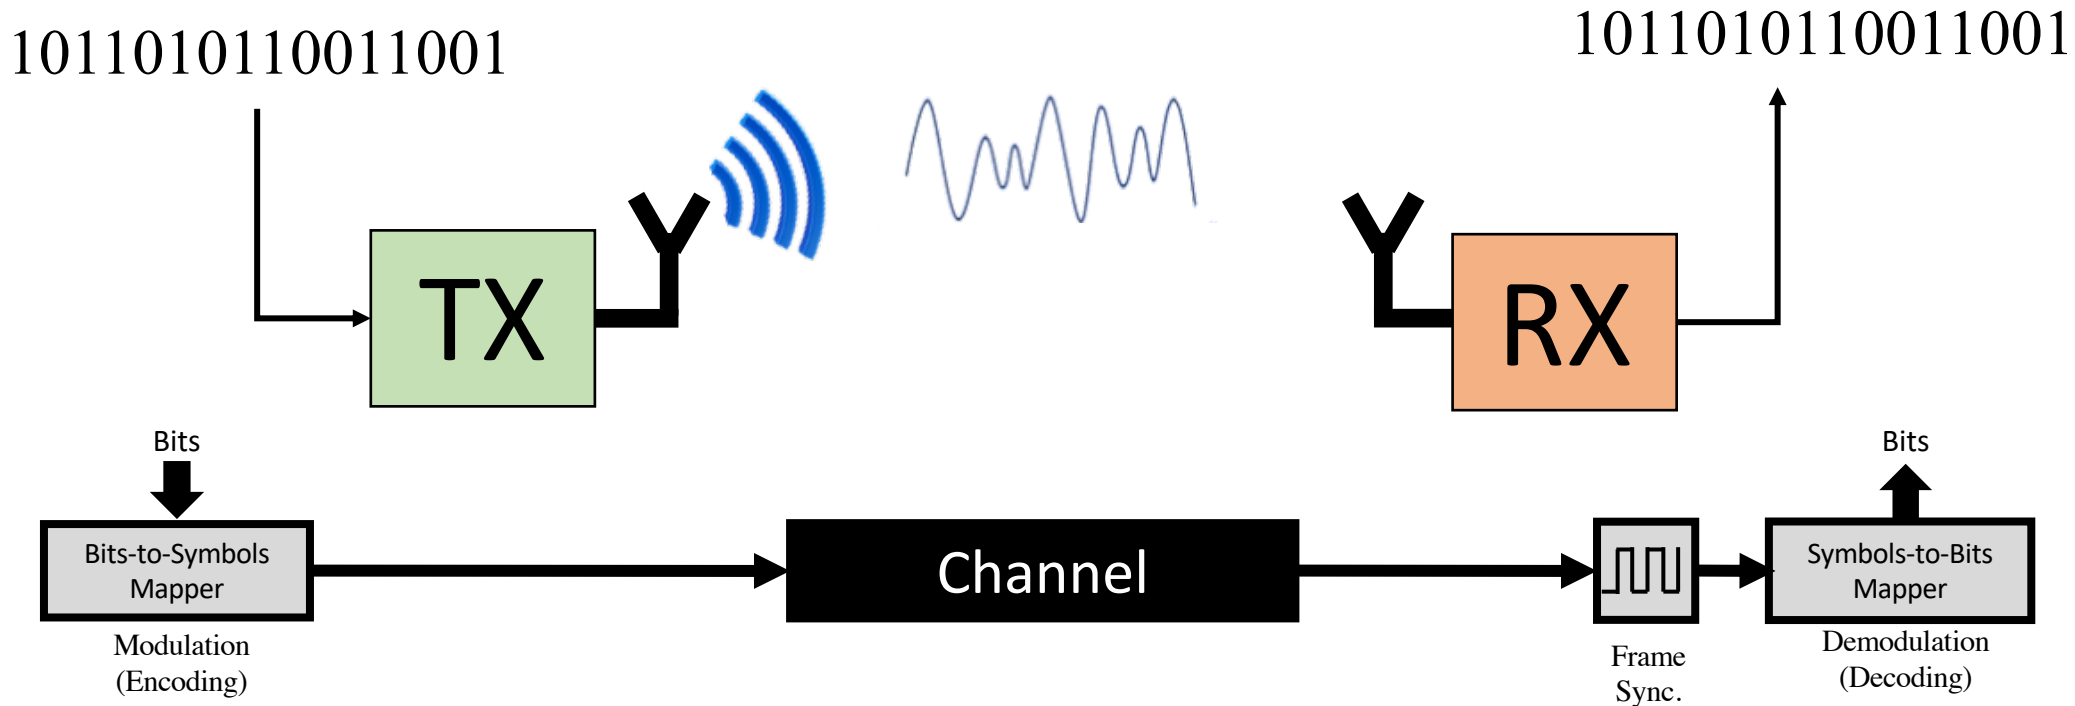 1011010110011001
1011010110011001
TX
RX
Bits
Bits
Bits-to-Symbols
Mapper
Channel
Symbols-to-Bits
Mapper
Modulation
(Encoding)
Frame
Sync.
Demodulation
(Decoding)